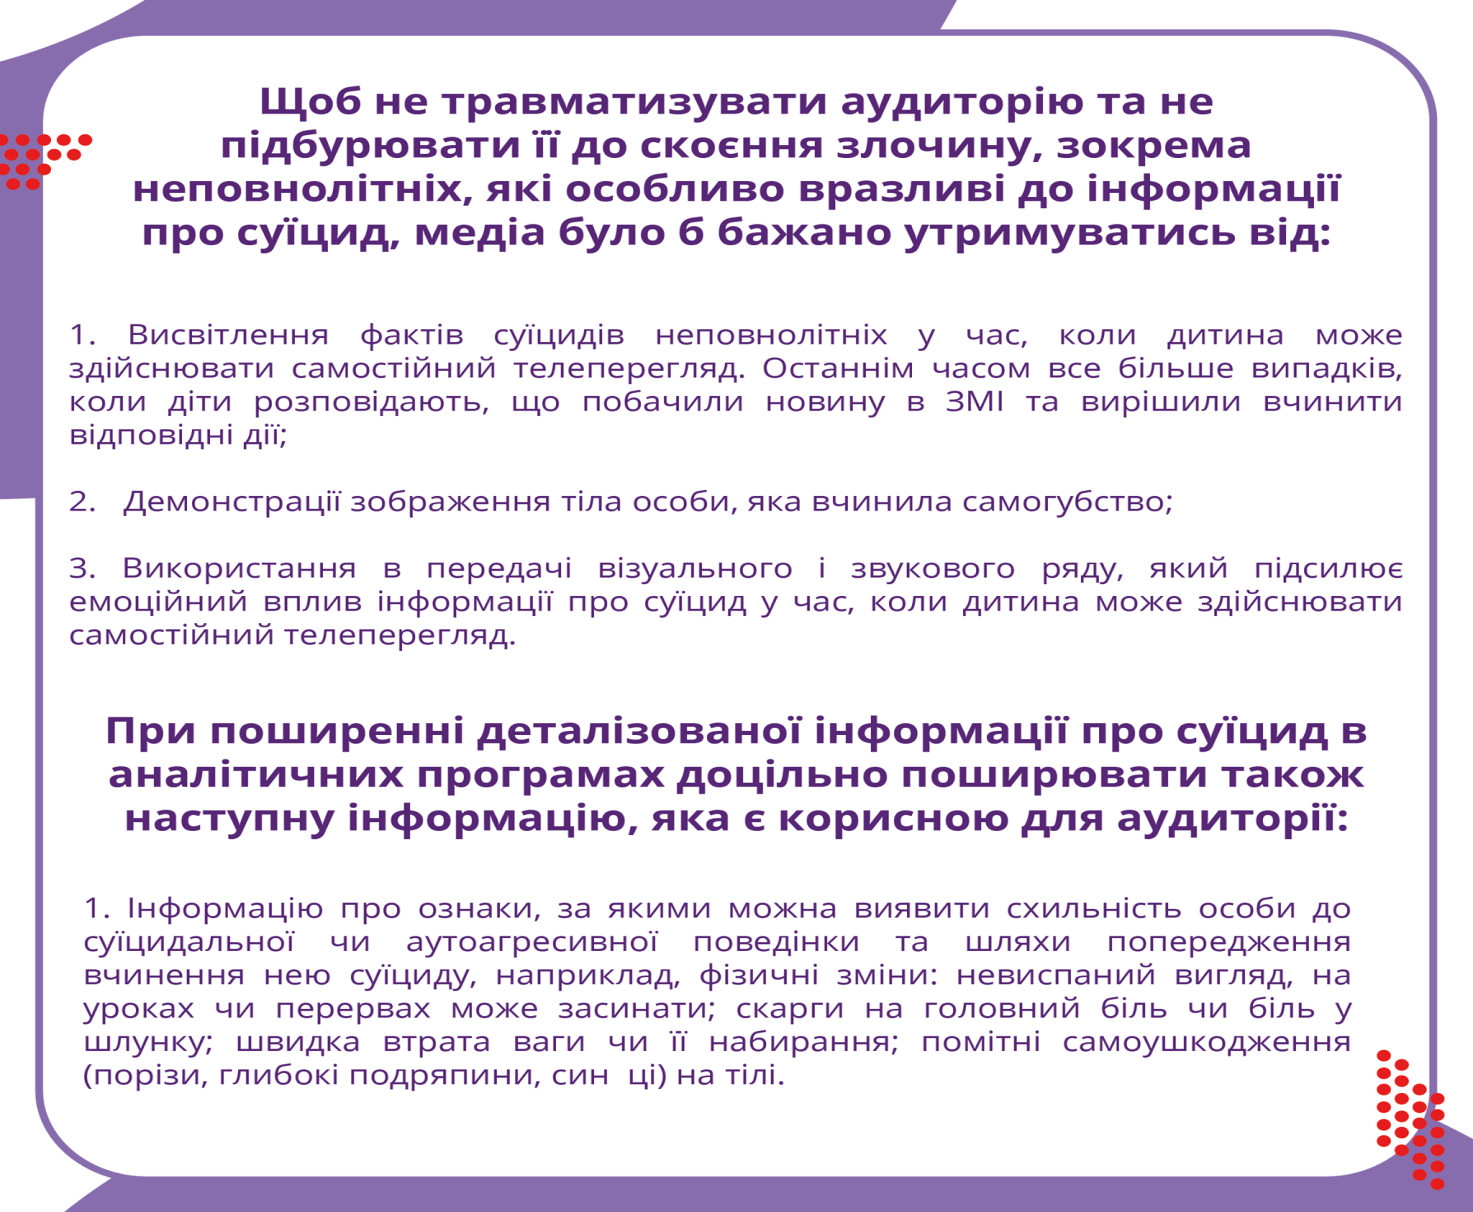 Щоб не травматизувати аудиторію та не
підбурювати її до скоєння злочину, зокрема
неповнолітніх, які особливо вразливі до інформації
про суїцид, медіа було б бажано утримуватись від:
1. Висвітлення фактів суїцидів неповнолітніх у час, коли дитина може
здійснювати самостійний телеперегляд. Останнім часом все більше випадків,
коли діти розповідають, що побачили новину в ЗМІ та вирішили вчинити
відповідні дії;
2. Демонстрації зображення тіла особи, яка вчинила самогубство;
3. Використання в передачі візуального і звукового ряду, який підсилює
емоційний вплив інформації про суїцид у час, коли дитина може здійснювати
самостійний телеперегляд.
При поширенні деталізованої інформації про суїцид в
аналітичних програмах доцільно поширювати також
наступну інформацію, яка є корисною для аудиторії:
1. Інформацію про ознаки, за якими можна виявити схильність особи до
суїцидальної чи аутоагресивної поведінки та шляхи попередження
вчинення нею суїциду, наприклад, фізичні зміни: невиспаний вигляд, на
уроках чи перервах може засинати; скарги на головний біль чи біль у
шлунку; швидка втрата ваги чи її набирання; помітні самоушкодження
(порізи, глибокі подряпини, син  ці) на тілі.